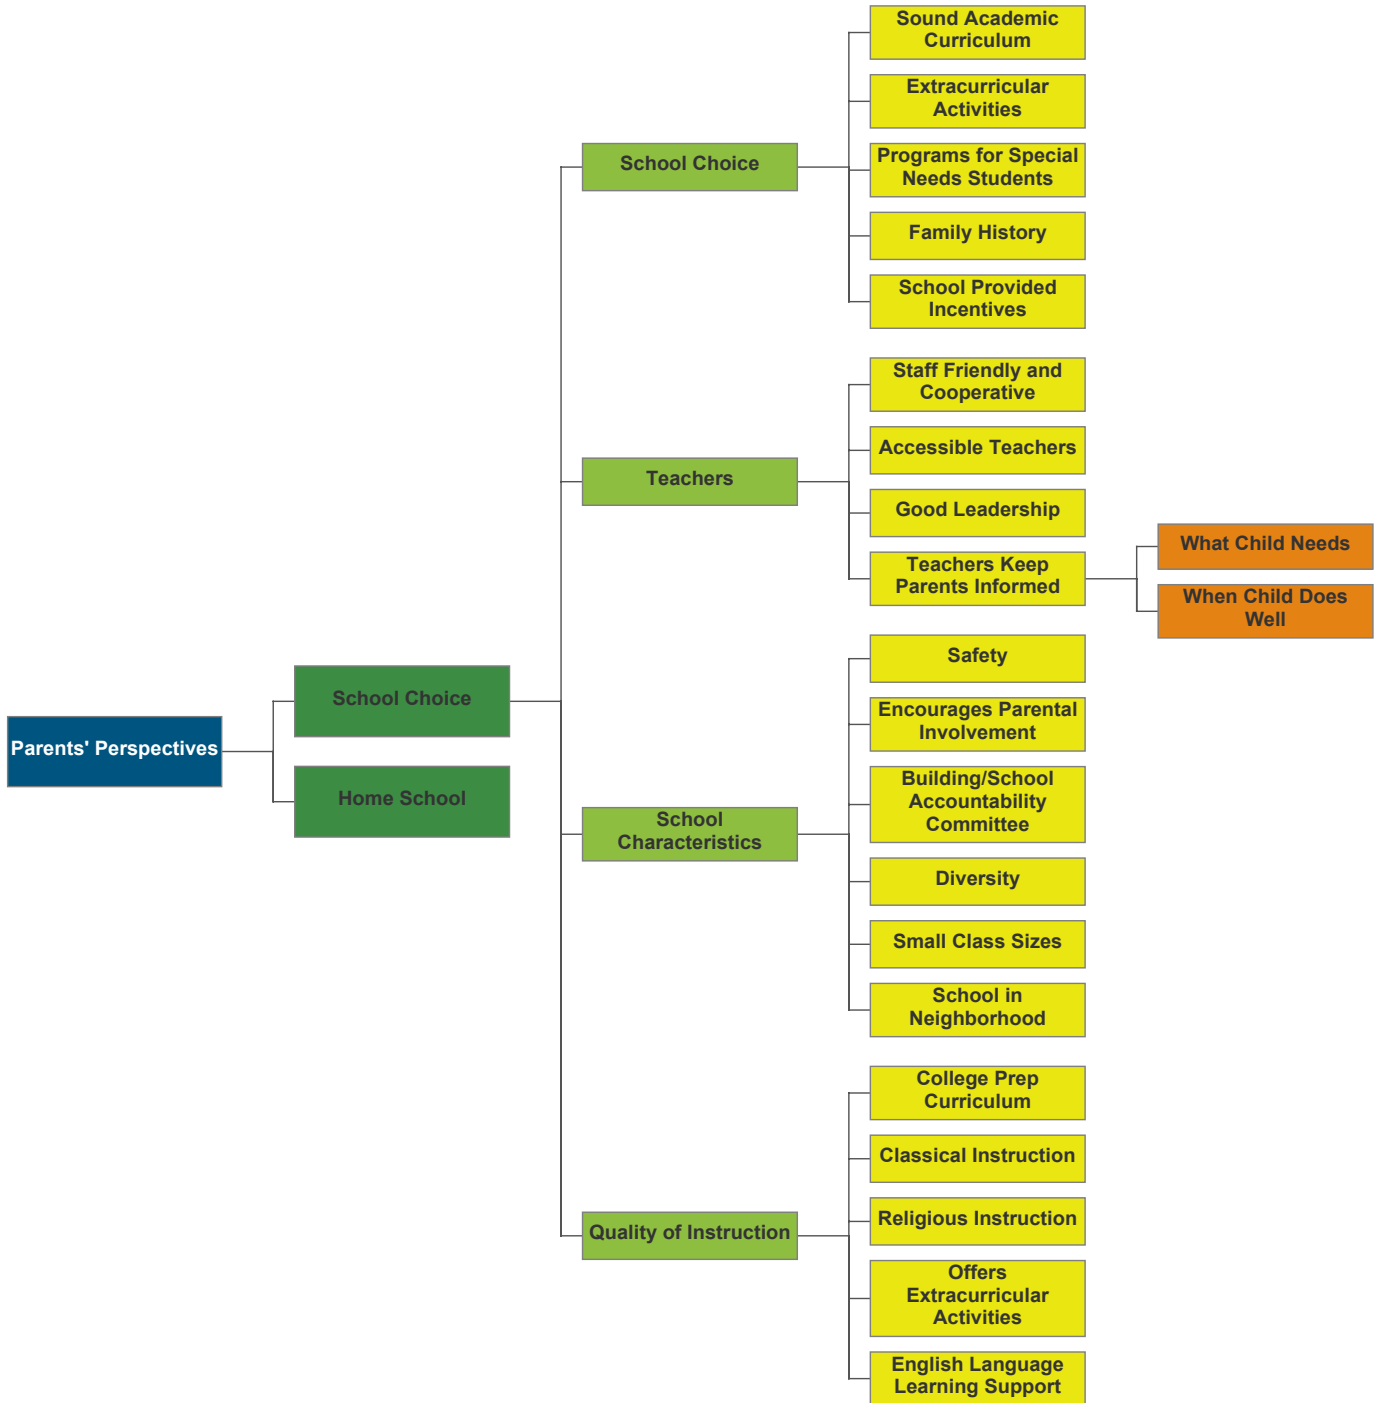 Sound Academic
Curriculum
Extracurricular
Activities
School Choice
Programs for Special
Needs Students
Family History
School Provided
Incentives
Staff Friendly and
Cooperative
Accessible Teachers
Teachers
Good Leadership
Teachers Keep
Parents Informed
What Child Needs
When Child Does
Well
Safety
School Choice
Encourages Parental
Involvement
Parents' Perspectives
Home School
Building/School
Accountability
Committee
School
Characteristics
Diversity
Small Class Sizes
School in
Neighborhood
College Prep
Curriculum
Classical Instruction
Religious Instruction
Quality of Instruction
Offers
Extracurricular
Activities
English Language
Learning Support